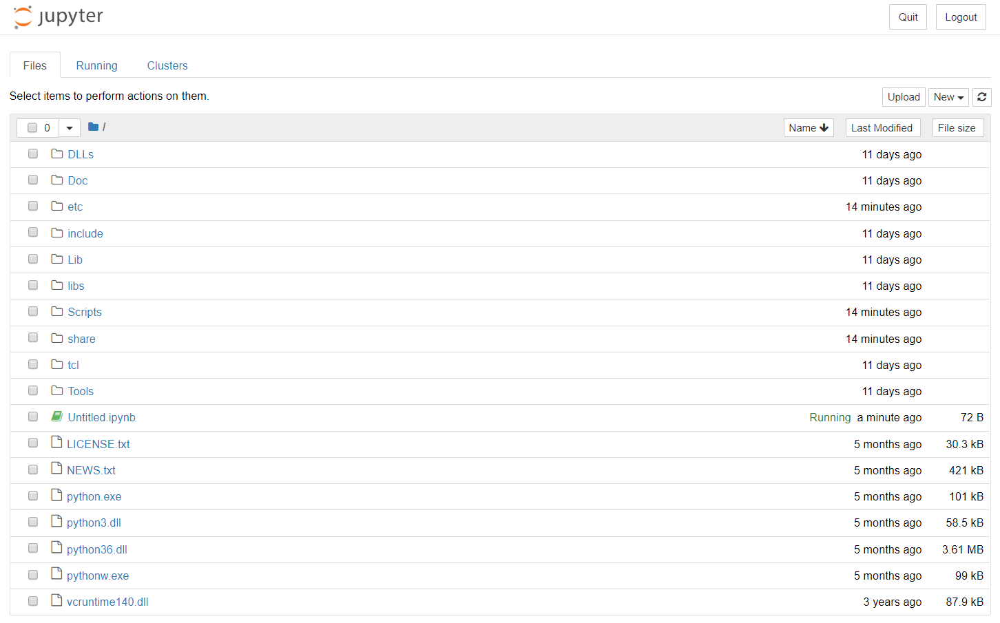 jupyter Quit Logout
Files Running Clusters
Select items to perform actions on them. Upload New
0 / Name Last Modified File size
DLLs 11 days ago
Doc 11 days ago
etc 14 minutes ago
include 11 days ago
Lib 11 days ago
libs 11 days ago
Scripts 14 minutes ago
share 14 minutes ago
tcl 11 days ago
Tools 11 days ago
Untitled.ipynb Running a minute ago 72 B
LICENSE.txt 5 months ago 30.3 kB
NEWS.txt 5 months ago 421 kB
python.exe 5 months ago 101 kB
python3.dll 5 months ago 58.5 kB
python36.dll 5 months ago 3.61 MB
pythonw.exe 5 months ago 99 kB
vcruntime140.dll 3 years ago 87.9 kB